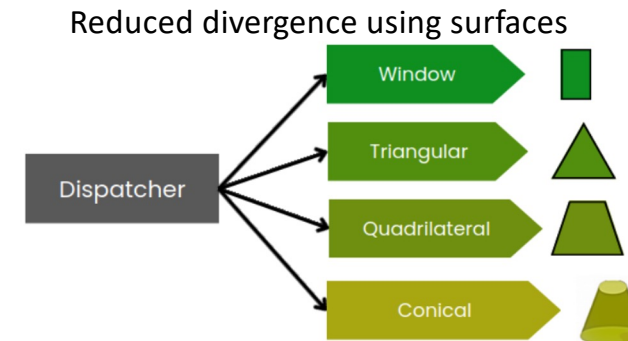 Reduced divergence using surfaces
Window
Triangular
Dispatcher
Quadrilateral
Conical